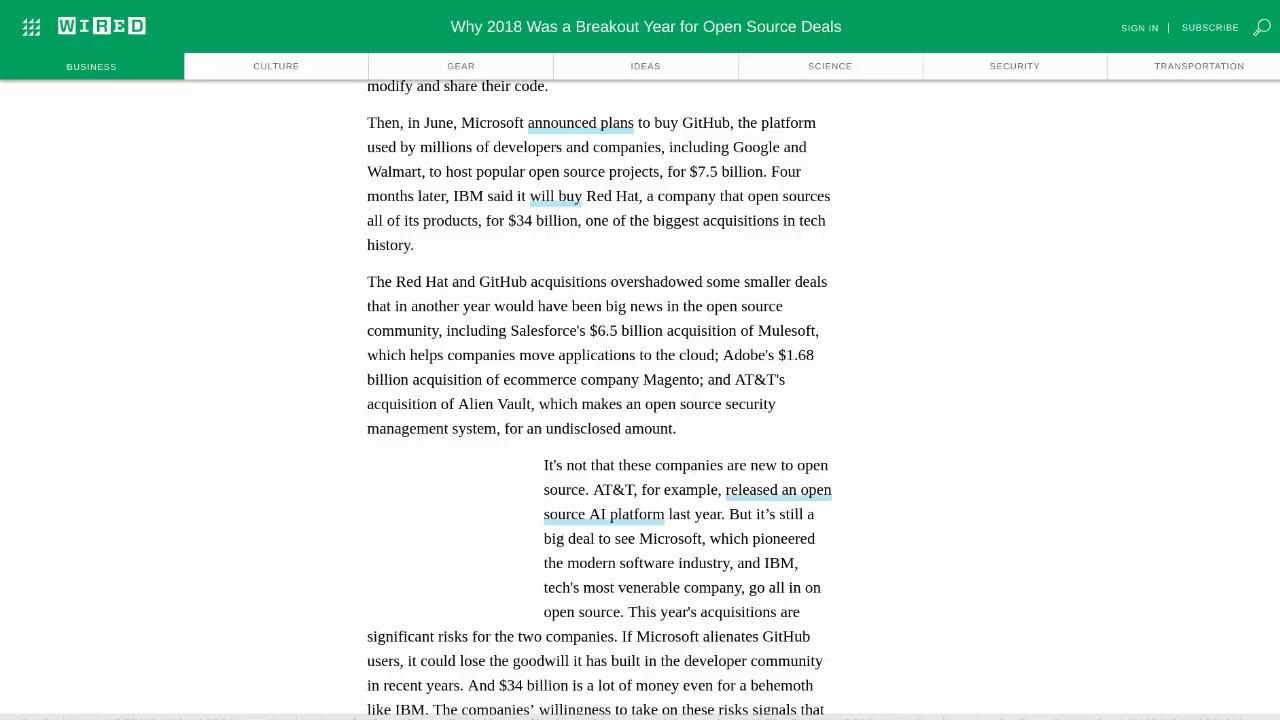 WIRED
Why 2018 Was a Breakout Year for Open Source Deals
SIGN IN | SUBSCRIBE
BUSINESS
CULTURE
GEAR
IDEAS
SCIENCE
SECURITY
TRANSPORTATION
modify and share their code.
Then, in June, Microsoft announced plans to buy GitHub, the platform
used by millions of developers and companies, including Google and
Walmart, to host popular open source projects, for $7.5 billion. Four
months later, IBM said it will buy Red Hat, a company that open sources
all of its products, for $34 billion, one of the biggest acquisitions in tech
history.
The Red Hat and GitHub acquisitions overshadowed some smaller deals
that in another year would have been big news in the open source
community, including Salesforce's $6.5 billion acquisition of Mulesoft,
which helps companies move applications to the cloud; Adobe's $1.68
billion acquisition of ecommerce company Magento; and AT&T's
acquisition of Alien Vault, which makes an open source security
management system, for an undisclosed amount.
It's not that these companies are new to open
source. AT&T, for example, released an open
source AI platform last year. But it’s still a
big deal to see Microsoft, which pioneered
the modern software industry, and IBM,
tech's most venerable company, go all in on
open source. This year's acquisitions are
significant risks for the two companies. If Microsoft alienates GitHub
users, it could lose the goodwill it has built in the developer community
in recent years. And $34 billion is a lot of money even for a behemoth
like IBM. The companies’ willingness to take on these risks signals that